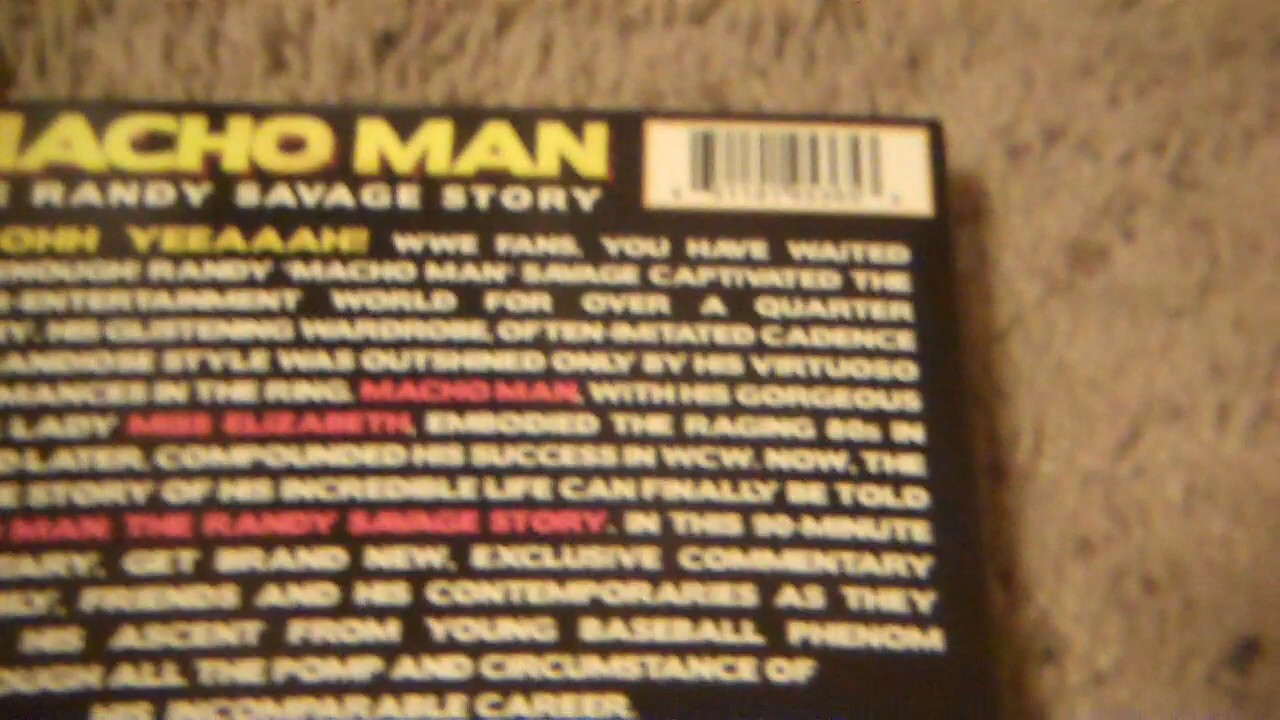 MACHO MAN
RANDY SAVAGE STORY
OHH YEEAAAH! WWE FANS, YOU HAVE WAITED
ENOUGH! RANDY "MACHO MAN" SAVAGE CAPTIVATED THE
-ENTERTAINMENT WORLD FOR OVER A QUARTER
HIS GLISTENING WARDROBE, OFTEN-IMITATED CADENCE
STYLE WAS OUTSHINED ONLY BY HIS VIRTUOSO
IN THE RING. MACHO MAN, WITH HIS GORGEOUS
LADY MISS ELIZABETH, EMBODIED THE RAGING 80s IN
LATER, COMPOUNDED HIS SUCCESS IN WCW. NOW, THE
STORY OF HIS INCREDIBLE LIFE CAN FINALLY BE TOLD
MAN: THE RANDY SAVAGE STORY. IN THIS 90-MINUTE
GET BRAND NEW, EXCLUSIVE COMMENTARY
FRIENDS AND HIS CONTEMPORARIES AS THEY
HIS ASCENT FROM YOUNG BASEBALL PHENOM
ALL THE POMP AND CIRCUMSTANCE OF
HIS INCOMPARABLE CAREER.